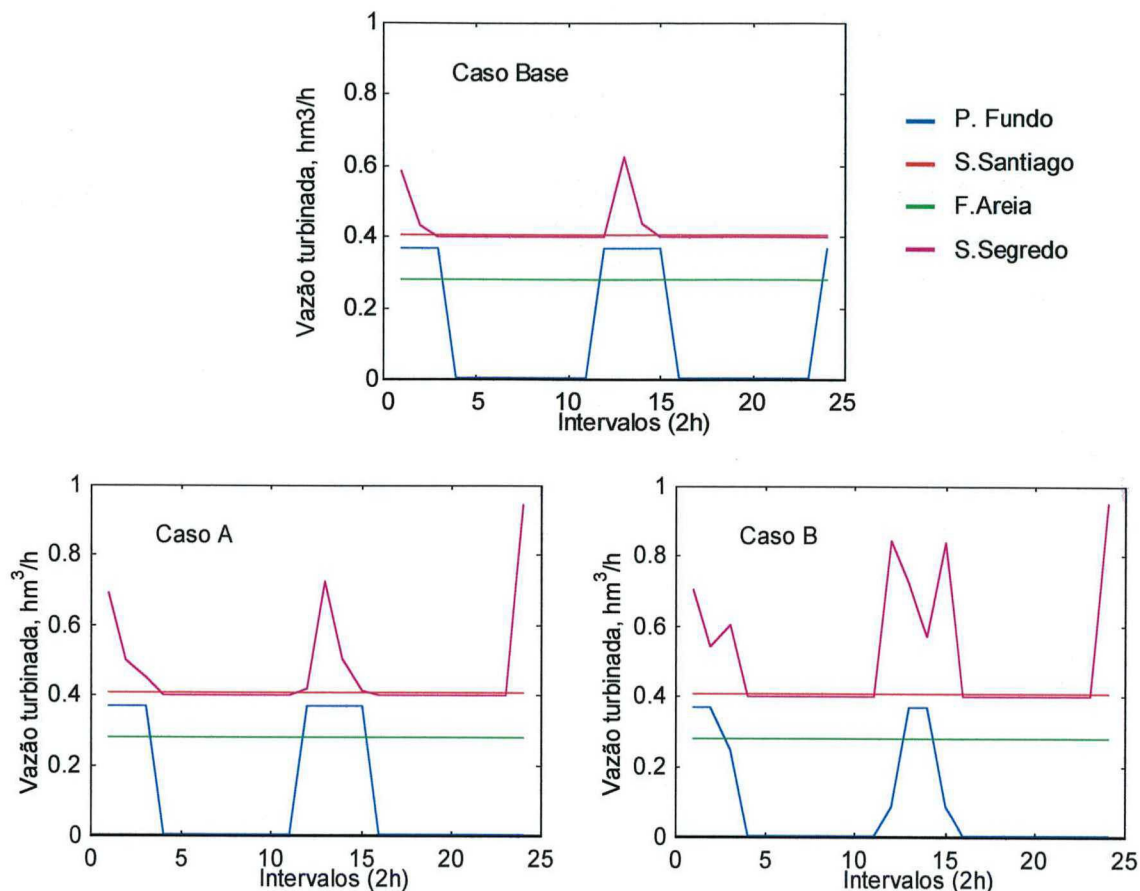 Caso Base
Vazão turbinada, hm3/h
1
0.8
0.6
0.4
0.2
0
0 5 10 15 20 25
Intervalos (2h)
P. Fundo
S.Santiago
F.Areia
S.Segredo
Caso A
Vazão turbinada, hm³/h
1
0.8
0.6
0.4
0.2
0
0 5 10 15 20 25
Intervalos (2h)
Caso B
Vazão turbinada, hm³/h
1
0.8
0.6
0.4
0.2
0
0 5 10 15 20 25
Intervalos (2h)